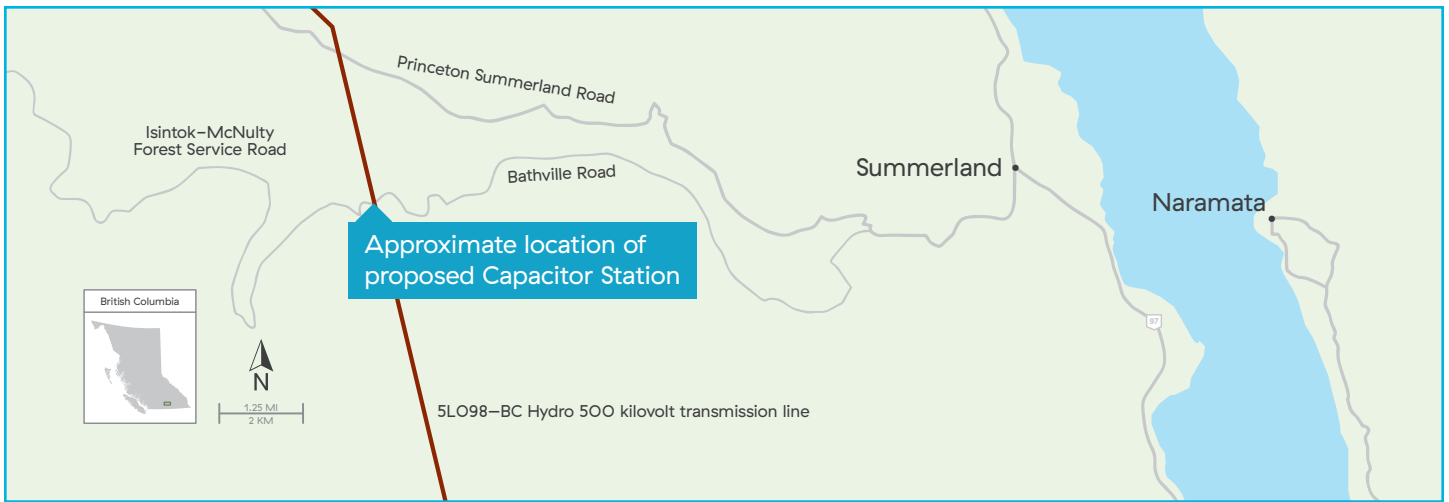 Princeton Summerland Road
Isintok–McNulty
Forest Service Road
Bathville Road
Summerland
Naramata
Approximate location of
proposed Capacitor Station
British Columbia
N
1.25 MI
2 KM
97
5L098–BC Hydro 500 kilovolt transmission line